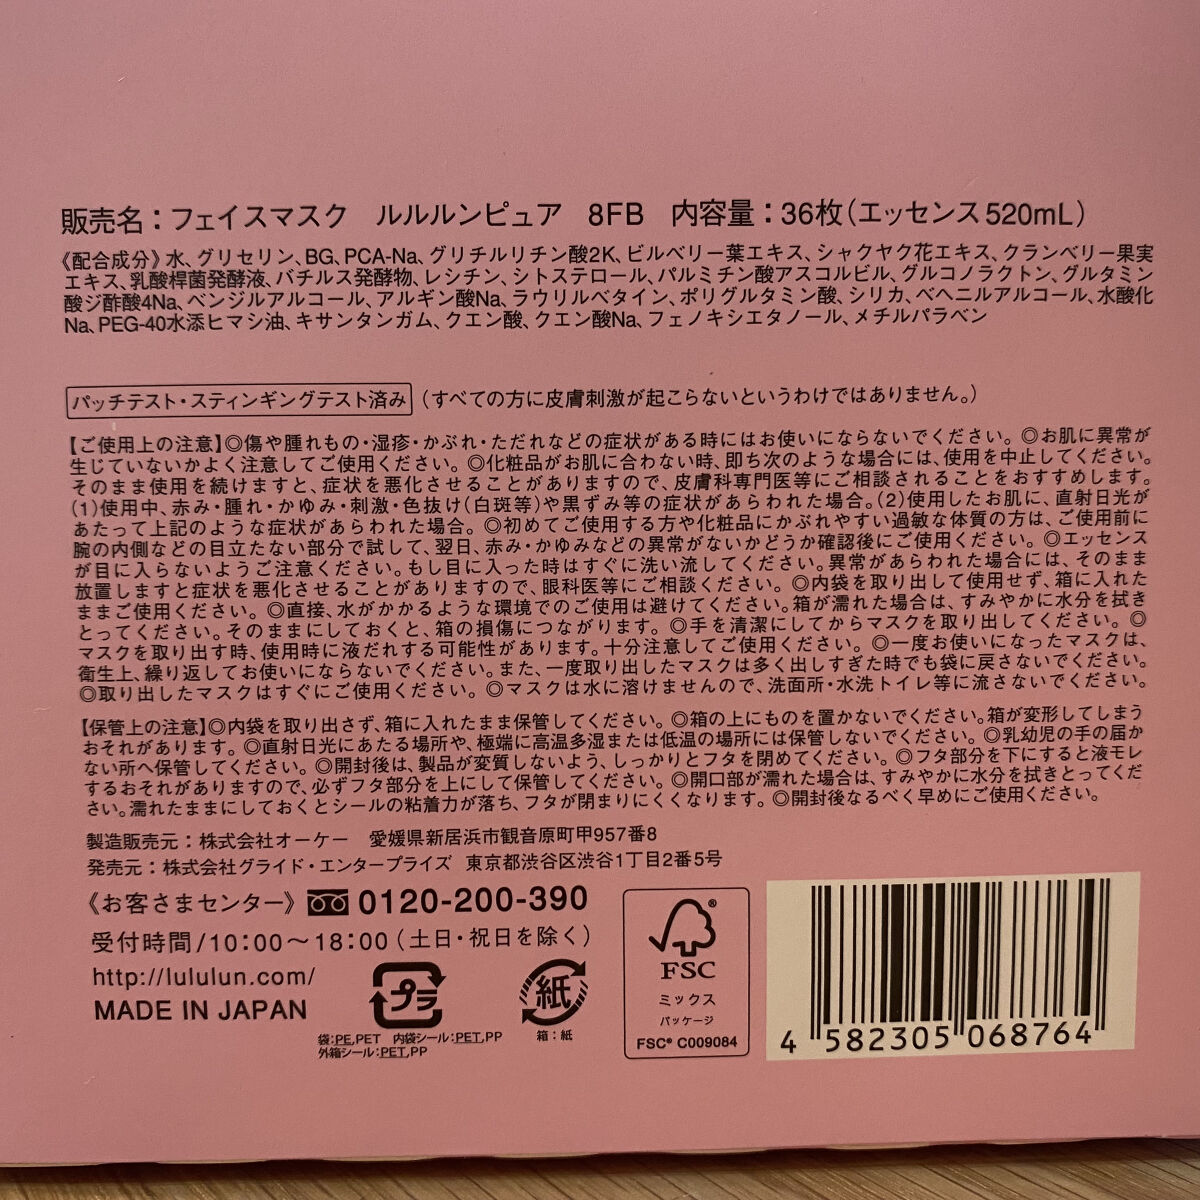 販売名：フェイスマスク　ルルルンピュア　8FB　内容量：36枚（エッセンス520mL）
《配合成分》水、グリセリン、BG、PCA-Na、グリチルリチン酸2K、ビルベリー葉エキス、シャクヤク花エキス、クランベリー果実
エキス、乳酸桿菌発酵液、バチルス発酵物、レシチン、シトステロール、パルミチン酸アスコルビル、グルコノラクトン、グルタミン
酸ジ酢酸4Na、ベンジルアルコール、アルギン酸Na、ラウリルベタイン、ポリグルタミン酸、シリカ、ベヘニルアルコール、水酸化
Na、PEG-40水添ヒマシ油、キサンタンガム、クエン酸、クエン酸Na、フェノキシエタノール、メチルパラベン
パッチテスト・スティンギングテスト済み（すべての方に皮膚刺激が起こらないというわけではありません。）
【ご使用上の注意】◎傷や腫れもの・湿疹・かぶれ・ただれなどの症状がある時にはお使いにならないでください。◎お肌に異常が
生じていないかよく注意してご使用ください。◎化粧品がお肌に合わない時、即ち次のような場合には、使用を中止してください。
そのまま使用を続けますと、症状を悪化させることがありますので、皮膚科専門医等にご相談されることをおすすめします。
(1)使用中、赤み・腫れ・かゆみ・刺激・色抜け（白斑等）や黒ずみ等の症状があらわれた場合。(2)使用したお肌に、直射日光が
あたって上記のような症状があらわれた場合。◎初めてご使用する方や化粧品にかぶれやすい過敏な体質の方は、ご使用前に
腕の内側などの目立たない部分で試して、翌日、赤み・かゆみなどの異常がないかどうか確認後にご使用ください。◎エッセンス
が目に入らないようご注意ください。もし目に入った時はすぐに洗い流してください。異常があらわれた場合には、そのまま
放置しますと症状を悪化させることがありますので、眼科医等にご相談ください。◎内袋を取り出して使用せず、箱に入れた
ままご使用ください。◎直接、水がかかるような環境でのご使用は避けてください。箱が濡れた場合は、すみやかに水分を拭き
とってください。そのままにしておくと、箱の損傷につながります。◎手を清潔にしてからマスクを取り出してください。◎
マスクを取り出す時、使用時に液だれする可能性があります。十分注意してご使用ください。◎一度お使いになったマスクは、
衛生上、繰り返してお使いにならないでください。また、一度取り出したマスクは多く出しすぎた時でも袋に戻さないでください。
◎取り出したマスクはすぐにご使用ください。◎マスクは水に溶けませんので、洗面所・水洗トイレ等に流さないでください。
【保管上の注意】◎内袋を取り出さず、箱に入れたまま保管してください。◎箱の上にものを置かないでください。箱が変形してしまう
おそれがあります。◎直射日光にあたる場所や、極端に高温多湿または低温の場所には保管しないでください。◎乳幼児の手の届か
ない所へ保管してください。◎開封後は、製品が変質しないよう、しっかりとフタを閉めてください。◎フタ部分を下にすると液モレ
するおそれがありますので、必ずフタ部分を上にして保管してください。◎開口部が濡れた場合は、すみやかに水分を拭きとってくだ
さい。濡れたままにしておくとシールの粘着力が落ち、フタが閉まりにくくなります。◎開封後なるべく早めにご使用ください。
製造販売元：株式会社オーケー　愛媛県新居浜市観音原町甲957番8
発売元：株式会社グライド・エンタープライズ　東京都渋谷区渋谷1丁目2番5号
《お客さまセンター》0120-200-390
受付時間/10:00〜18:00（土日・祝日を除く）
http://lululun.com/
MADE IN JAPAN
プラ
袋：PE,PET　内袋シール：PET,PP
外箱シール：PET,PP
紙
箱：紙
FSC
ミックス
パッケージ
FSC® C009084
4 582305 068764